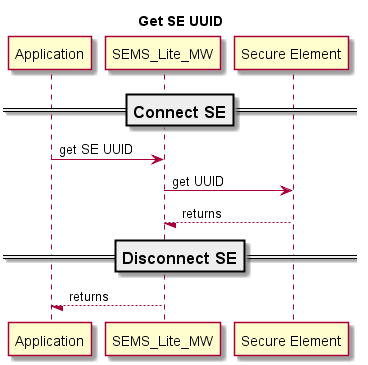 Get SE UUID
Application
SEMS_Lite_MW
Secure Element
Connect SE
get SE UUID
get UUID
returns
Disconnect SE
returns
Application
SEMS_Lite_MW
Secure Element